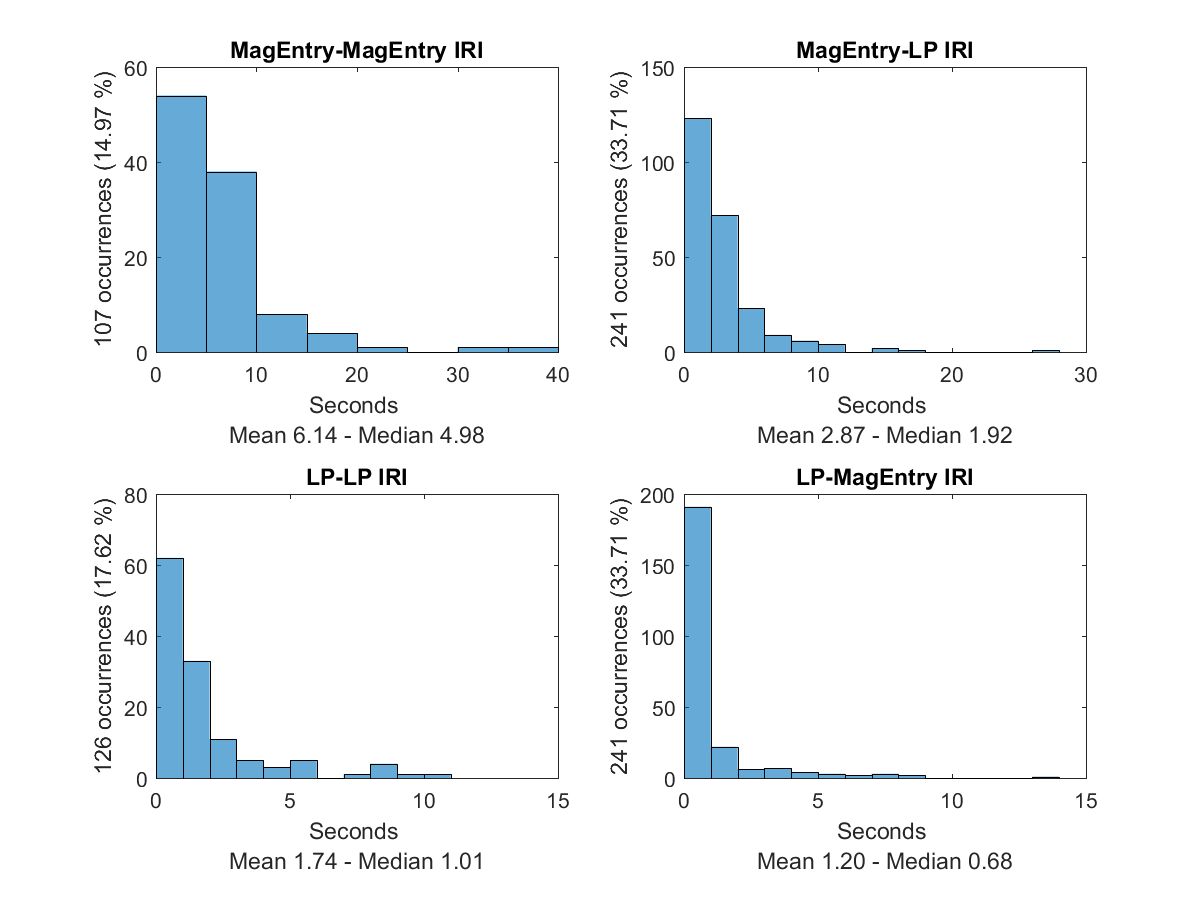 MagEntry-MagEntry IRI
107 occurrences (14.97 %)
60
40
20
0
0 10 20 30 40
Seconds
Mean 6.14 - Median 4.98
MagEntry-LP IRI
241 occurrences (33.71 %)
150
100
50
0
0 10 20 30
Seconds
Mean 2.87 - Median 1.92
LP-LP IRI
126 occurrences (17.62 %)
80
60
40
20
0
0 5 10 15
Seconds
Mean 1.74 - Median 1.01
LP-MagEntry IRI
241 occurrences (33.71 %)
200
150
100
50
0
0 5 10 15
Seconds
Mean 1.20 - Median 0.68